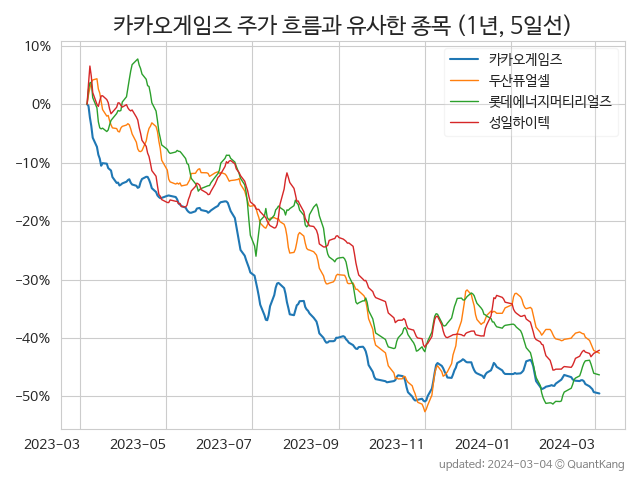 카카오게임즈 주가 흐름과 유사한 종목 (1년, 5일선)
10%
0%
−10%
−20%
−30%
−40%
−50%
카카오게임즈
두산퓨얼셀
롯데에너지머티리얼즈
성일하이텍
2023-03 2023-05 2023-07 2023-09 2023-11 2024-01 2024-03
updated: 2024-03-04 © QuantKang